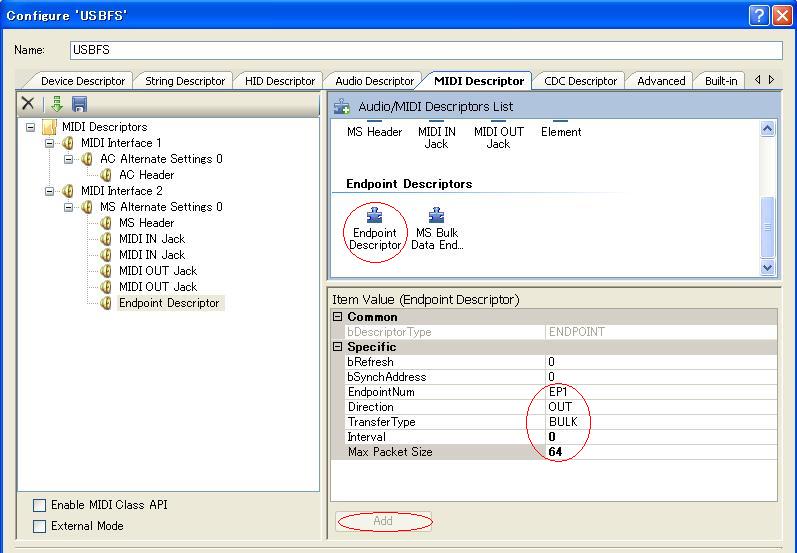 Configure 'USBFS'
Name: USBFS
Device Descriptor String Descriptor HID Descriptor Audio Descriptor MIDI Descriptor CDC Descriptor Advanced Built-in
MIDI Descriptors
MIDI Interface 1
AC Alternate Settings 0
AC Header
MIDI Interface 2
MS Alternate Settings 0
MS Header
MIDI IN Jack
MIDI IN Jack
MIDI OUT Jack
MIDI OUT Jack
Endpoint Descriptor
Enable MIDI Class API
External Mode
Audio/MIDI Descriptors List
MS Header MIDI IN MIDI OUT Element
Jack Jack
Endpoint Descriptors
Endpoint MS Bulk
Descriptor Data End...
Item Value (Endpoint Descriptor)
Common
bDescriptorType ENDPOINT
Specific
bRefresh 0
bSynchAddress 0
EndpointNum EP1
Direction OUT
TransferType BULK
Interval 0
Max Packet Size 64
Add